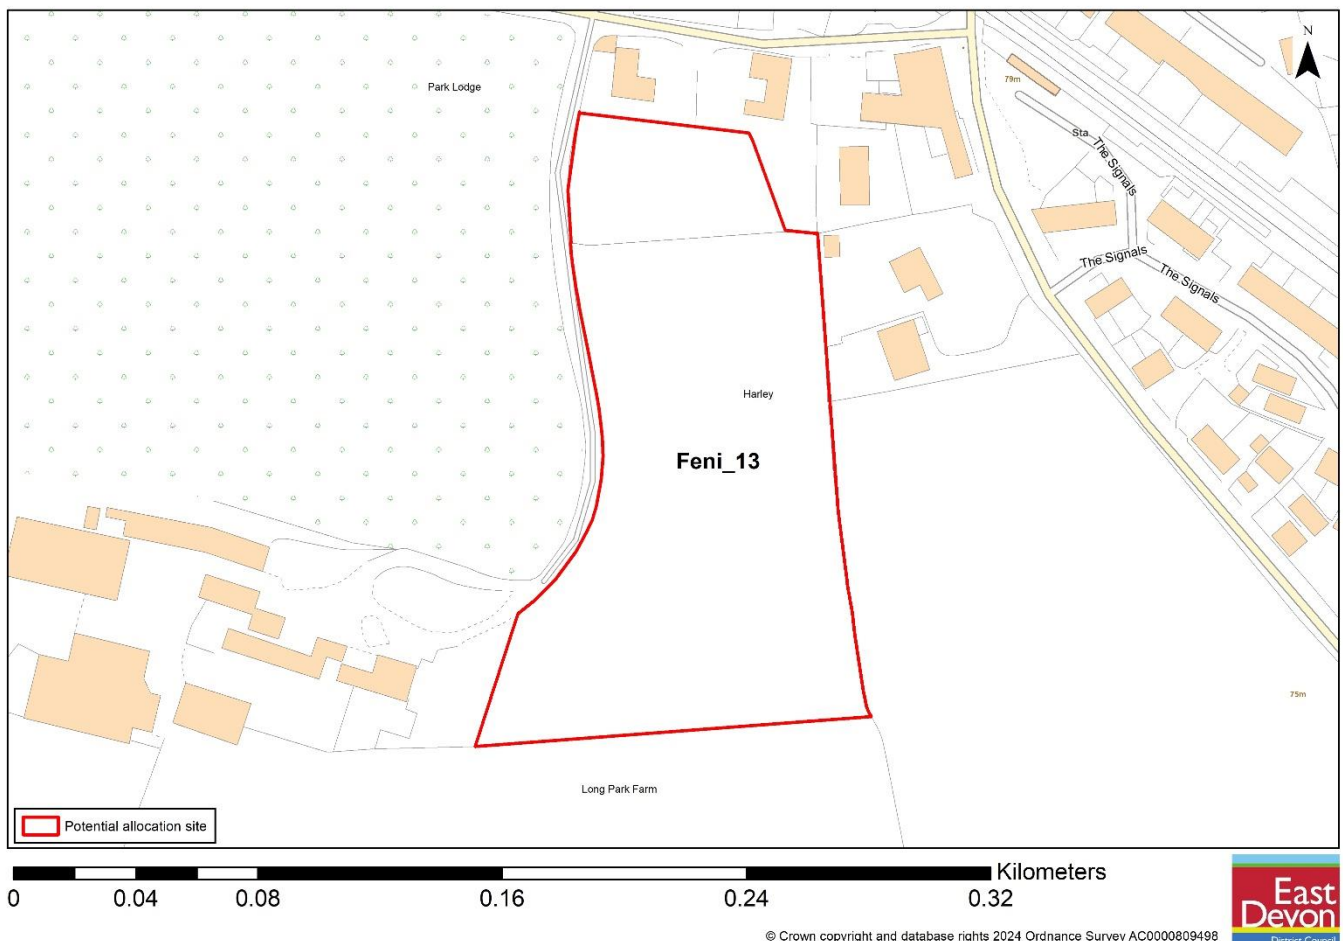 N
Park Lodge
79m
Sta
The Signals
The Signals
The Signals
Harley
Feni_13
75m
Long Park Farm
Potential allocation site
Kilometers
0 0.04 0.08 0.16 0.24 0.32
East
Devon
District Council
© Crown copyright and database rights 2024 Ordnance Survey AC0000809498